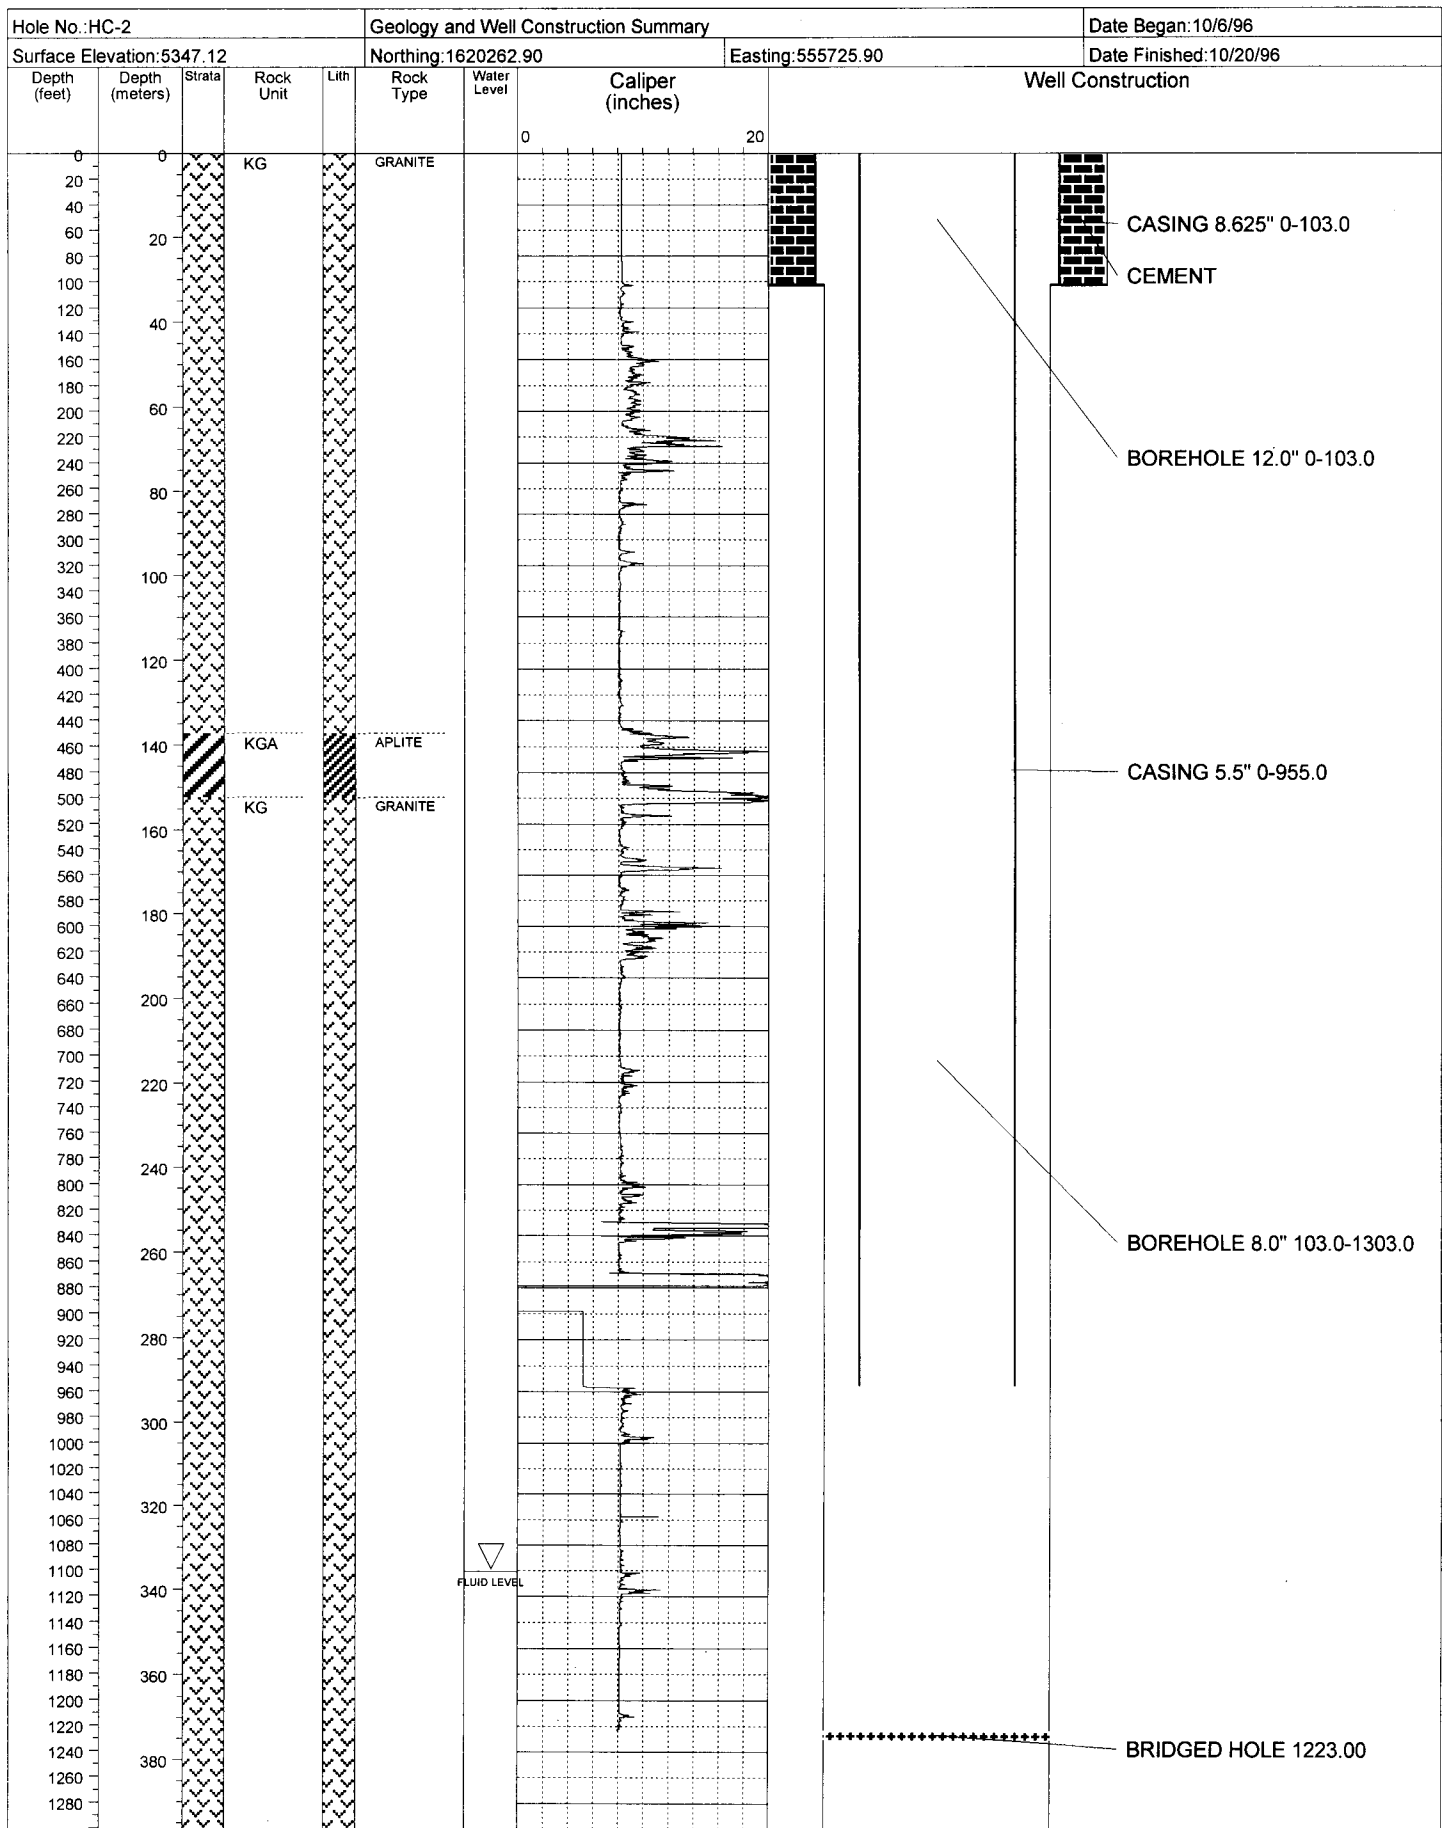 Hole No.:HC-2
Geology and Well Construction Summary
Date Began:10/6/96
Surface Elevation:5347.12
Northing:1620262.90
Easting:555725.90
Date Finished:10/20/96
Depth
(feet)
Depth
(meters)
Strata
Rock
Unit
Lith
Rock
Type
Water
Level
Caliper
(inches)
0 20
Well Construction
0
20
40
60
80
100
120
140
160
180
200
220
240
260
280
300
320
340
360
380
400
420
440
460
480
500
520
540
560
580
600
620
640
660
680
700
720
740
760
780
800
820
840
860
880
900
920
940
960
980
1000
1020
1040
1060
1080
1100
1120
1140
1160
1180
1200
1220
1240
1260
1280
0
20
40
60
80
100
120
140
160
180
200
220
240
260
280
300
320
340
360
380
KG
KGA
KG
GRANITE
APLITE
GRANITE
FLUID LEVEL
CASING 8.625" 0-103.0
CEMENT
BOREHOLE 12.0" 0-103.0
CASING 5.5" 0-955.0
BOREHOLE 8.0" 103.0-1303.0
BRIDGED HOLE 1223.00